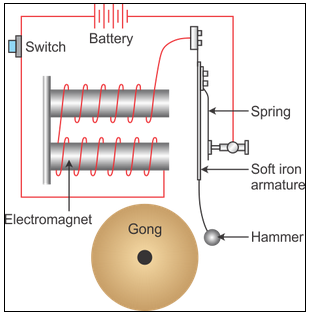 Battery
Switch
Spring
Soft iron
armature
Electromagnet
Gong
Hammer